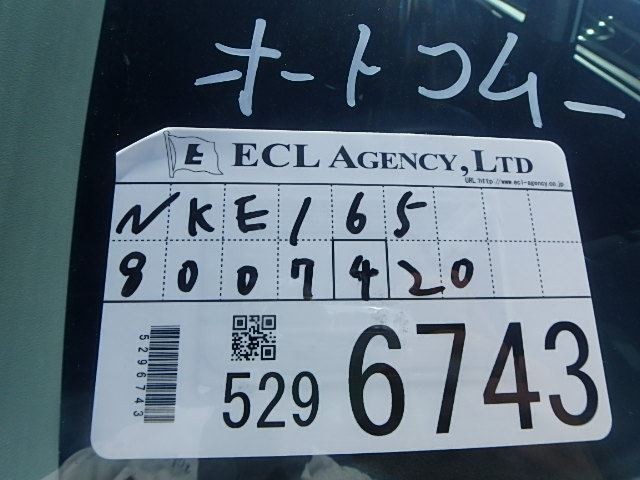 オートコムー
E ECL AGENCY, LTD
URL:http://www.ecl-agency.co.jp
NKE165
8007420
5296743
529 6743